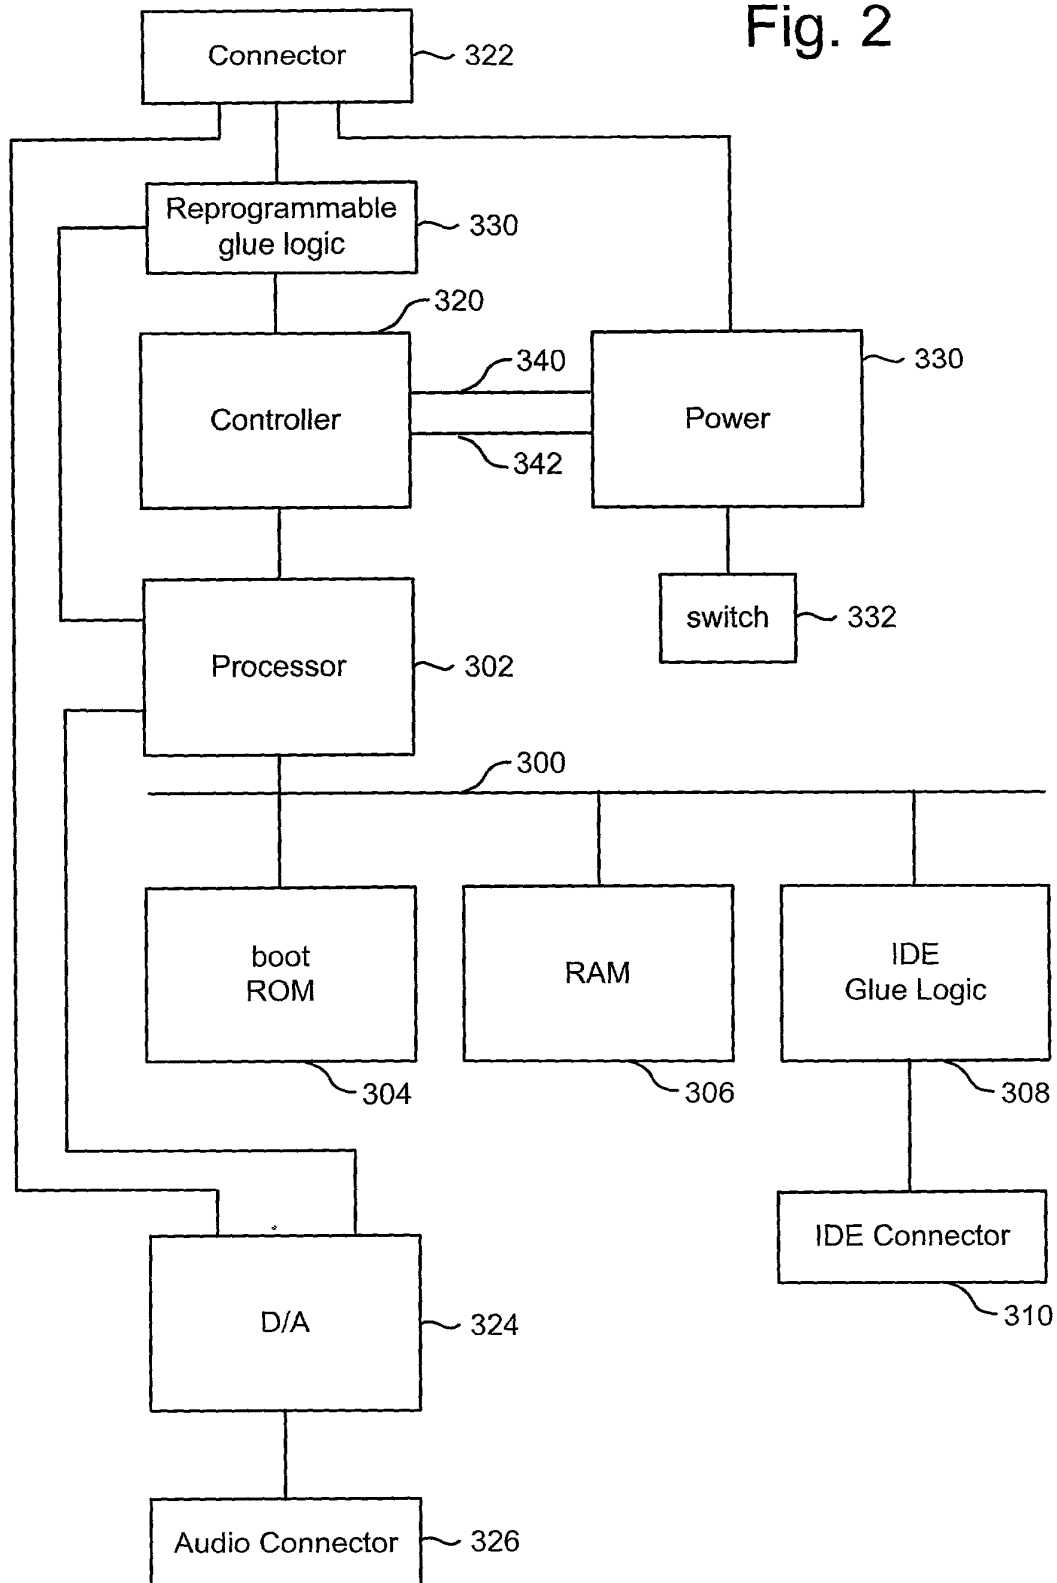 Fig. 2
Connector
322
Reprogrammable
glue logic
330
320
Controller
340
342
Power
330
switch
332
Processor
302
300
boot
ROM
304
RAM
306
IDE
Glue Logic
308
IDE Connector
310
D/A
324
Audio Connector
326